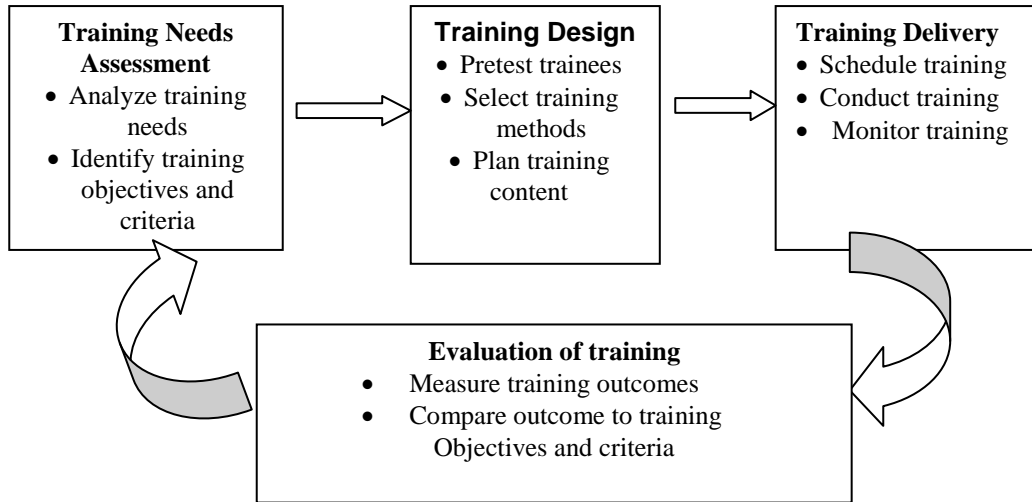 Training Needs
Assessment
• Analyze training
needs
• Identify training
objectives and
criteria
Training Design
• Pretest trainees
• Select training
methods
• Plan training
content
Training Delivery
• Schedule training
• Conduct training
• Monitor training
Evaluation of training
• Measure training outcomes
• Compare outcome to training
Objectives and criteria